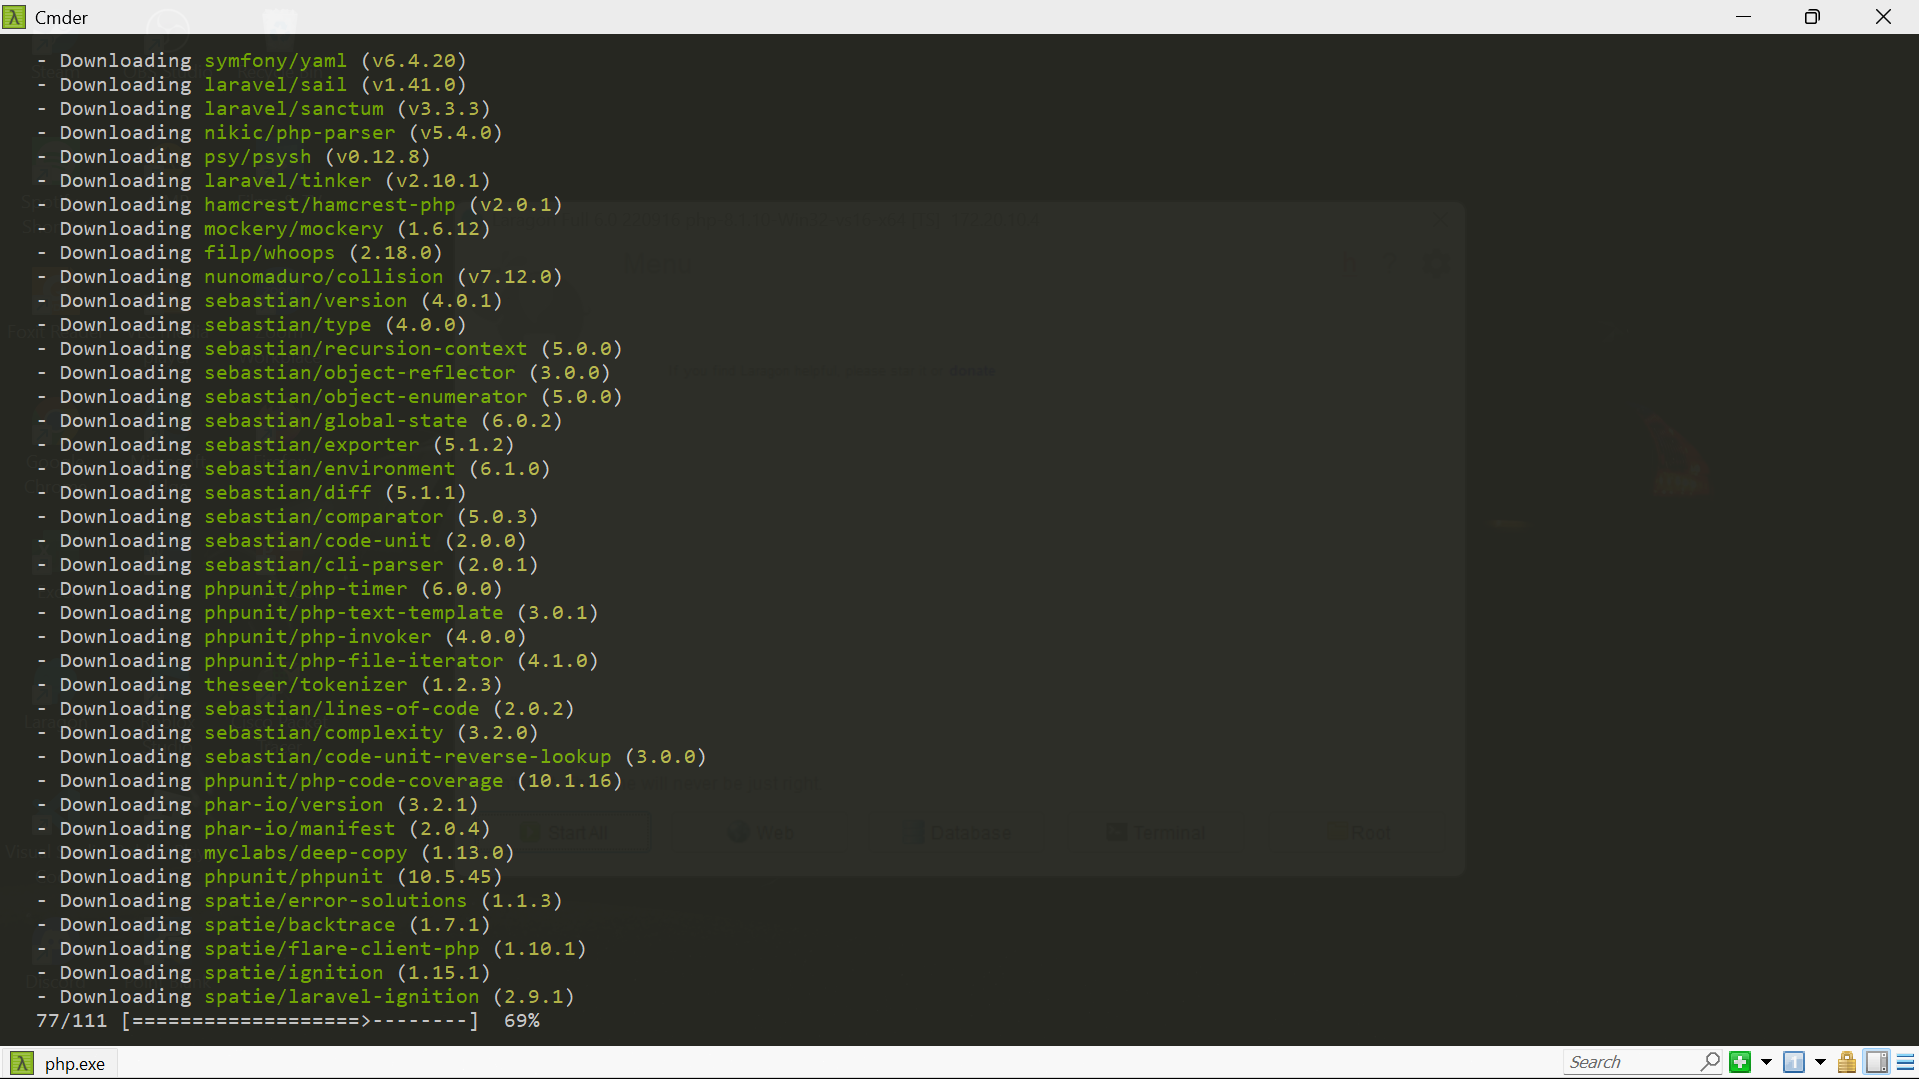 Cmder
- Downloading symfony/yaml (v6.4.20)
- Downloading laravel/sail (v1.41.0)
- Downloading laravel/sanctum (v3.3.3)
- Downloading nikic/php-parser (v5.4.0)
- Downloading psy/psysh (v0.12.8)
- Downloading laravel/tinker (v2.10.1)
- Downloading hamcrest/hamcrest-php (v2.0.1)
- Downloading mockery/mockery (1.6.12)
- Downloading filp/whoops (2.18.0)
- Downloading nunomaduro/collision (v7.12.0)
- Downloading sebastian/version (4.0.1)
- Downloading sebastian/type (4.0.0)
- Downloading sebastian/recursion-context (5.0.0)
- Downloading sebastian/object-reflector (3.0.0)
- Downloading sebastian/object-enumerator (5.0.0)
- Downloading sebastian/global-state (6.0.2)
- Downloading sebastian/exporter (5.1.2)
- Downloading sebastian/environment (6.1.0)
- Downloading sebastian/diff (5.1.1)
- Downloading sebastian/comparator (5.0.3)
- Downloading sebastian/code-unit (2.0.0)
- Downloading sebastian/cli-parser (2.0.1)
- Downloading phpunit/php-timer (6.0.0)
- Downloading phpunit/php-text-template (3.0.1)
- Downloading phpunit/php-invoker (4.0.0)
- Downloading phpunit/php-file-iterator (4.1.0)
- Downloading theseer/tokenizer (1.2.3)
- Downloading sebastian/lines-of-code (2.0.2)
- Downloading sebastian/complexity (3.2.0)
- Downloading sebastian/code-unit-reverse-lookup (3.0.0)
- Downloading phpunit/php-code-coverage (10.1.16)
- Downloading phar-io/version (3.2.1)
- Downloading phar-io/manifest (2.0.4)
- Downloading myclabs/deep-copy (1.13.0)
- Downloading phpunit/phpunit (10.5.45)
- Downloading spatie/error-solutions (1.1.3)
- Downloading spatie/backtrace (1.7.1)
- Downloading spatie/flare-client-php (1.10.1)
- Downloading spatie/ignition (1.15.1)
- Downloading spatie/laravel-ignition (2.9.1)
77/111 [===================>--------]  69%
Menu
donate
Start All Web Database Terminal Root
php.exe
Search